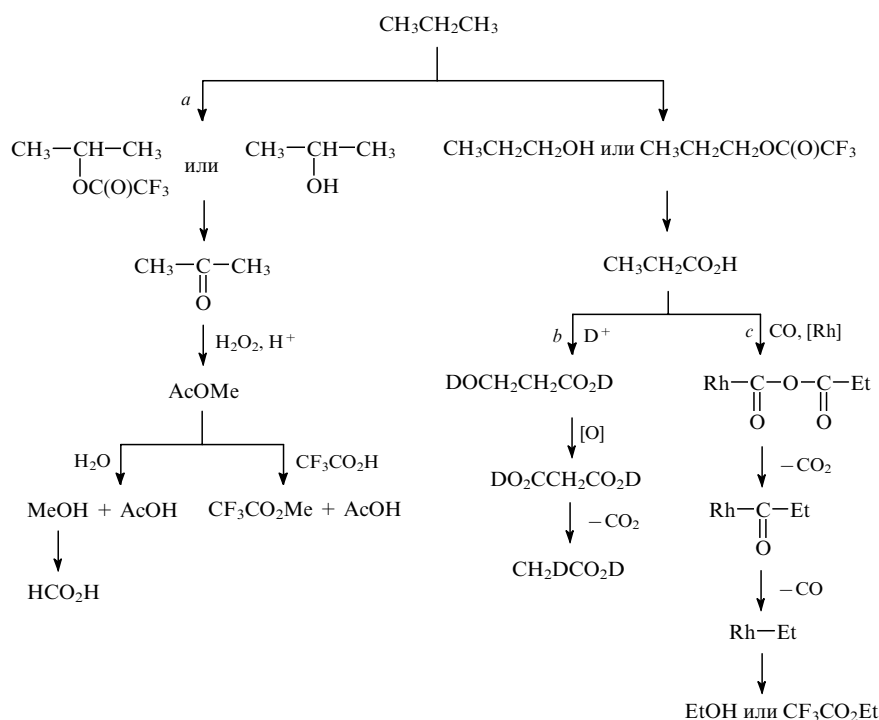 CH3CH2CH3
a
CH3—CH—CH3 или CH3—CH—CH3
OC(O)CF3 OH
CH3CH2CH2OH или CH3CH2CH2OC(O)CF3
CH3—C—CH3
O
CH3CH2CO2H
H2O2, H+
b D+
c CO, [Rh]
AcOMe
DOCH2CH2CO2D
Rh—C—O—C—Et
O O
H2O
CF3CO2H
[O]
MeOH + AcOH
CF3CO2Me + AcOH
DO2CCH2CO2D
−CO2
Rh—C—Et
O
−CO2
HCO2H
CH2DCO2D
−CO
Rh—Et
EtOH или CF3CO2Et